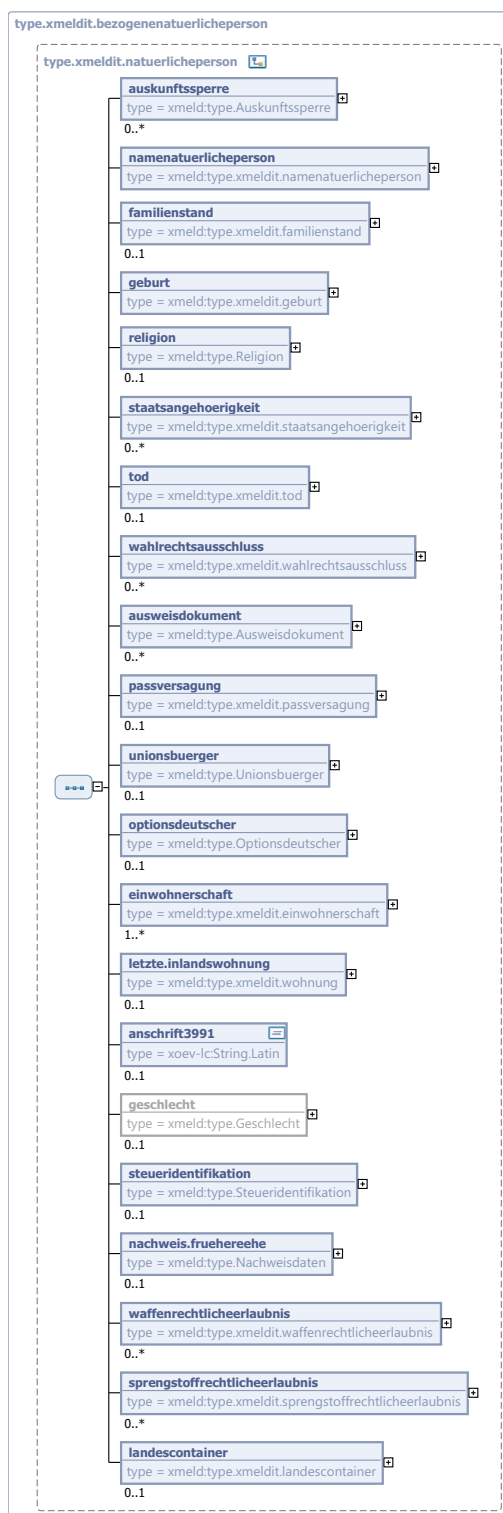 type.xmeldit.bezogenenatuerlicheperson
type.xmeldit.natuerlicheperson
auskunftssperre
type = xmeld:type.Auskunftssperre
0..*
namenatuerlicheperson
type = xmeld:type.xmeldit.namenatuerlicheperson
familienstand
type = xmeld:type.xmeldit.familienstand
0..1
geburt
type = xmeld:type.xmeldit.geburt
religion
type = xmeld:type.Religion
0..1
staatsangehoerigkeit
type = xmeld:type.xmeldit.staatsangehoerigkeit
0..*
tod
type = xmeld:type.xmeldit.tod
0..1
wahlrechtsausschluss
type = xmeld:type.xmeldit.wahlrechtsausschluss
0..*
ausweisdokument
type = xmeld:type.Ausweisdokument
0..*
passversagung
type = xmeld:type.xmeldit.passversagung
0..1
unionsbuerger
type = xmeld:type.Unionsbuerger
0..1
optionsdeutscher
type = xmeld:type.Optionsdeutscher
0..1
einwohnerschaft
type = xmeld:type.xmeldit.einwohnerschaft
1..*
letzte.inlandswohnung
type = xmeld:type.xmeldit.wohnung
0..1
anschrift3991
type = xoev-lc:String.Latin
0..1
geschlecht
type = xmeld:type.Geschlecht
0..1
steueridentifikation
type = xmeld:type.Steueridentifikation
0..1
nachweis.fruehereehe
type = xmeld:type.Nachweisdaten
0..1
waffenrechtlicheerlaubnis
type = xmeld:type.xmeldit.waffenrechtlicheerlaubnis
0..*
sprengstoffrechtlicheerlaubnis
type = xmeld:type.xmeldit.sprengstoffrechtlicheerlaubnis
0..*
landescontainer
type = xmeld:type.xmeldit.landescontainer
0..1